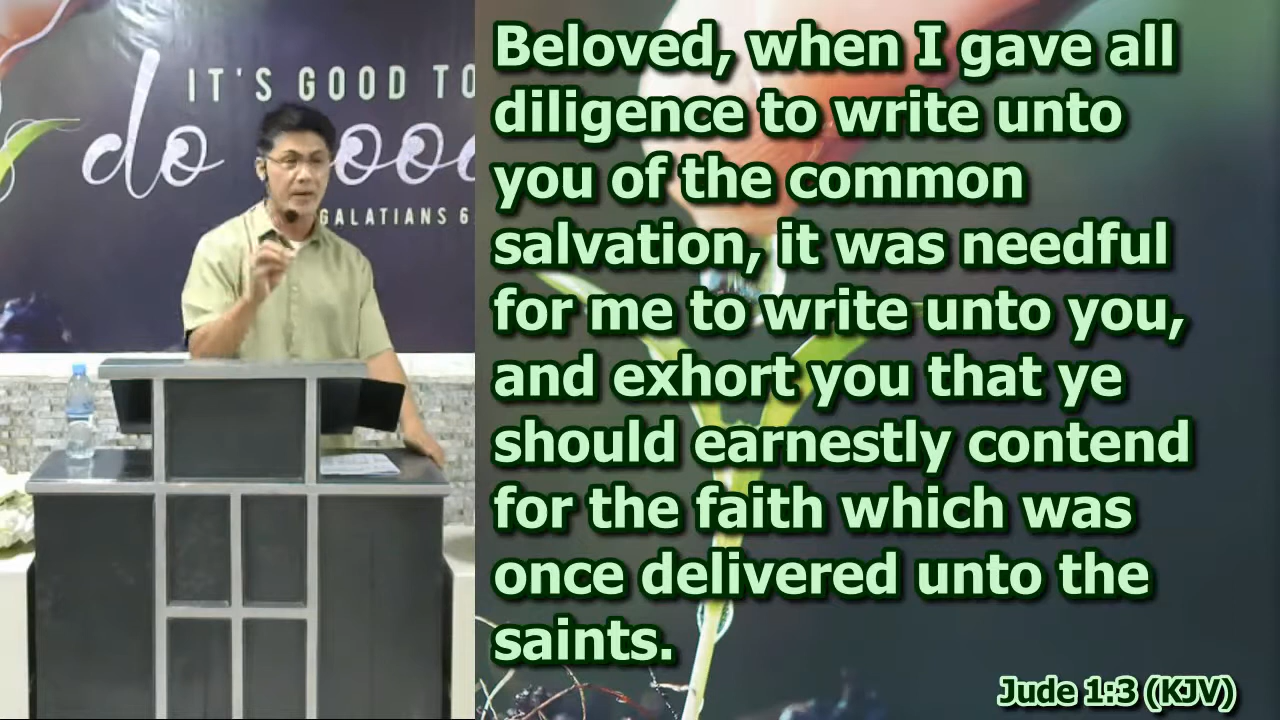 IT'S GOOD TO
do
GALATIANS 6
Beloved, when I gave all
diligence to write unto
you of the common
salvation, it was needful
for me to write unto you,
and exhort you that ye
should earnestly contend
for the faith which was
once delivered unto the
saints.
Jude 1:3 (KJV)